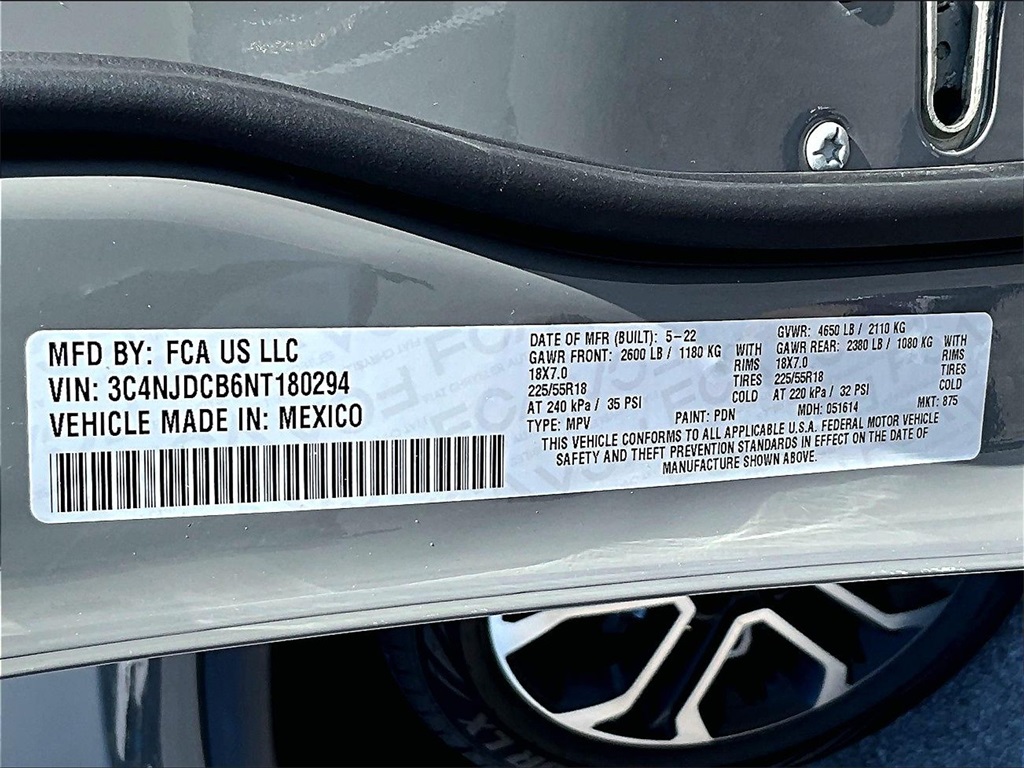 MFD BY: FCA US LLC
VIN: 3C4NJDCB6NT180294
VEHICLE MADE IN: MEXICO
DATE OF MFR (BUILT): 5-22
GAWR FRONT: 2600 LB / 1180 KG WITH
18X7.0 RIMS
225/55R18 TIRES
AT 240 kPa / 35 PSI COLD
TYPE: MPV
PAINT: PDN
GVWR: 4650 LB / 2110 KG
GAWR REAR: 2380 LB / 1080 KG WITH
18X7.0 RIMS
225/55R18 TIRES
AT 220 kPa / 32 PSI COLD
MDH: 051614
MKT: 875
THIS VEHICLE CONFORMS TO ALL APPLICABLE U.S.A. FEDERAL MOTOR VEHICLE
SAFETY AND THEFT PREVENTION STANDARDS IN EFFECT ON THE DATE OF
MANUFACTURE SHOWN ABOVE.